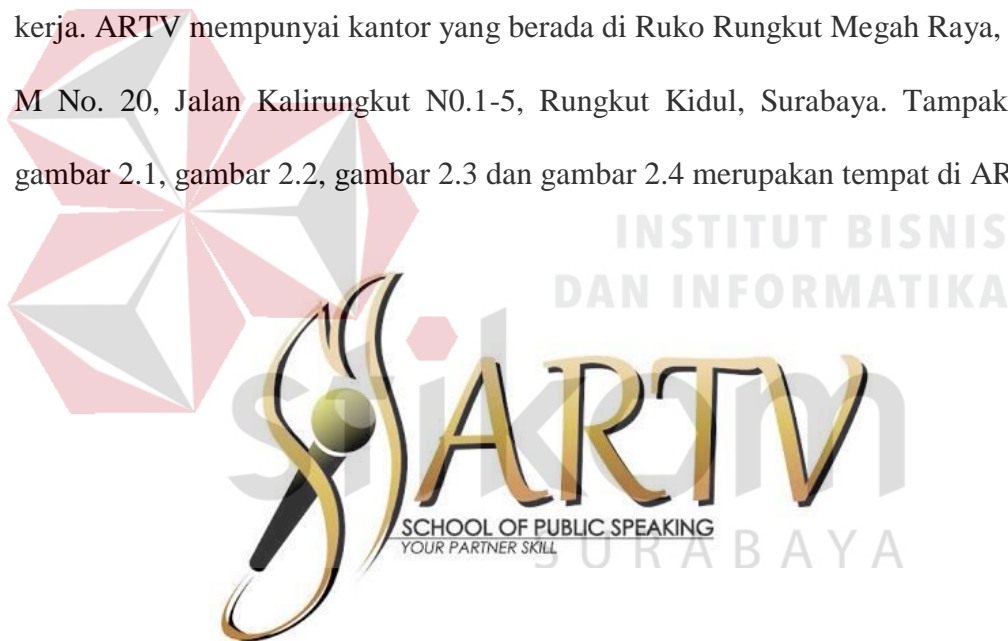 kerja. ARTV mempunyai kantor yang berada di Ruko Rungkut Megah Raya,
M No. 20, Jalan Kalirungkut N0.1-5, Rungkut Kidul, Surabaya. Tampak
gambar 2.1, gambar 2.2, gambar 2.3 dan gambar 2.4 merupakan tempat di AR
INSTITUT BISNIS
DAN INFORMATIKA
stikom
ARTV
SCHOOL OF PUBLIC SPEAKING
YOUR PARTNER SKILL
SURABAYA